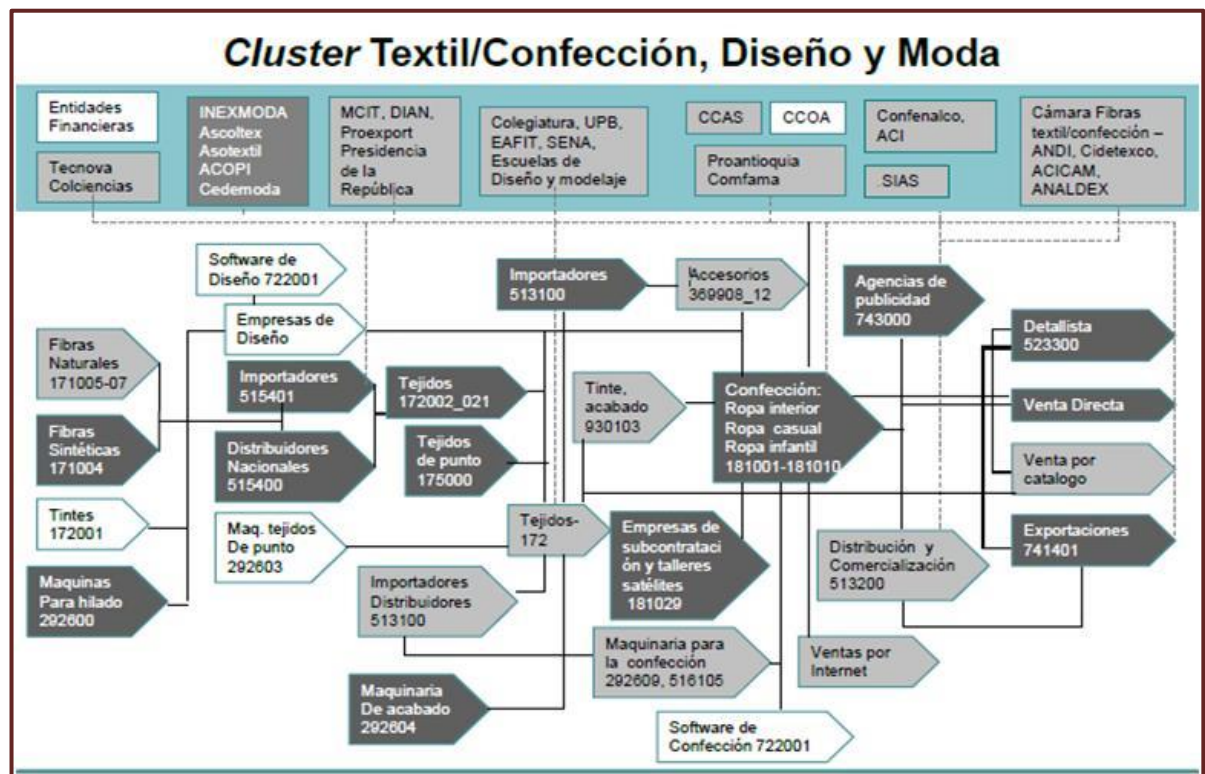 Cluster Textil/Confección, Diseño y Moda
Entidades
Financieras
Tecnova
Colciencias
INEXMODA
Ascoltex
Asotextil
ACOPI
Cedemoda
MCIT, DIAN,
Proexport
Presidencia
de la
República
Colegiatura, UPB,
EAFIT, SENA,
Escuelas de
Diseño y modelaje
CCAS
CCOA
Proantioquia
Comfama
Confenalco,
ACI
SIAS
Cámara Fibras
textil/confección –
ANDI, Cidetexco,
ACICAM,
ANALDEX
Software de
Diseño 722001
Empresas de
Diseño
Fibras
Naturales
171005-07
Fibras
Sintéticas
171004
Tintes
172001
Maquinas
Para hilado
292600
Importadores
515401
Distribuidores
Nacionales
515400
Maq. tejidos
De punto
292603
Importadores
Distribuidores
513100
Maquinaria
De acabado
292604
Tejidos
172002_021
Tejidos
de punto
175000
Importadores
513100
Accesorios
369908_12
Tinte,
acabado
930103
Tejidos-
172
Empresas de
subcontrataci
ón y talleres
satélites
181029
Maquinaria para
la confección
292609, 516105
Software de
Confección 722001
Confección:
Ropa interior
Ropa casual
Ropa infantil
181001-181010
Agencias de
publicidad
743000
Distribución y
Comercialización
513200
Ventas por
Internet
Detallista
523300
Venta Directa
Venta por
catalogo
Exportaciones
741401